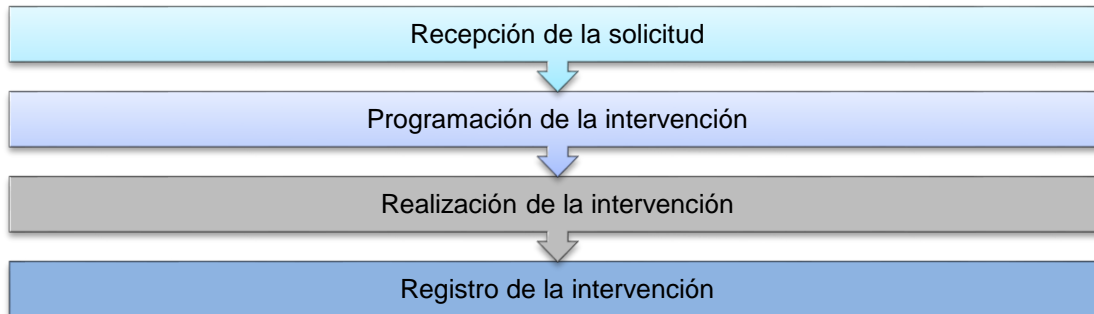 Recepción de la solicitud
Programación de la intervención
Realización de la intervención
Registro de la intervención